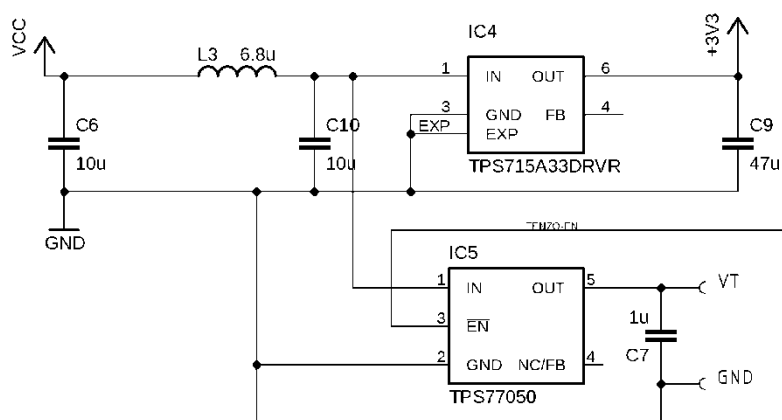 VCC
L3 6.8u
IC4
+3V3
1 IN OUT 6
3 GND FB 4
EXP EXP
C6
10u
C10
10u
C9
47u
TPS715A33DRVR
GND
TENZO-EN
IC5
1 IN OUT 5
VT
3 EN
1u
C7
2 GND NC/FB 4
GND
TPS77050